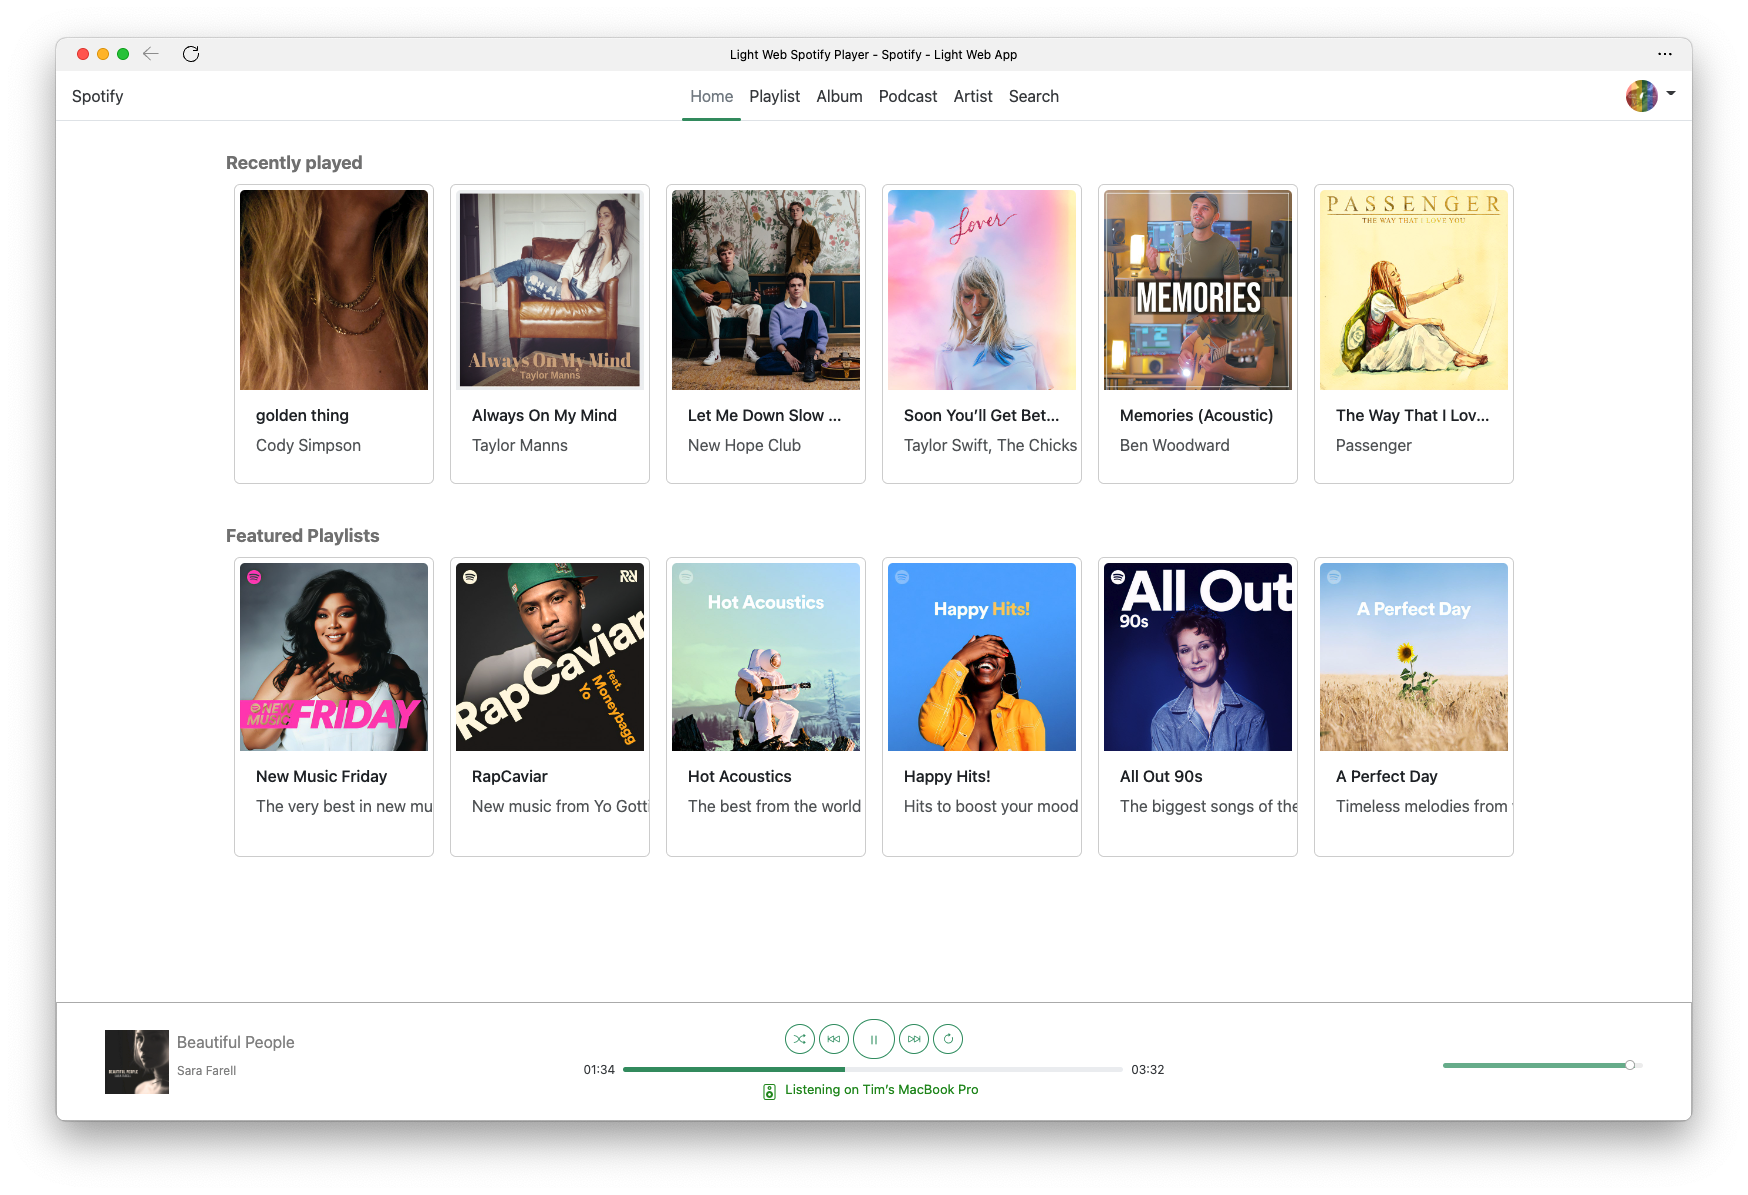 Light Web Spotify Player - Spotify - Light Web App
Spotify
Home Playlist Album Podcast Artist Search
Recently played
Always On My Mind
Taylor Manns
Lover
MEMORIES
PASSENGER
THE WAY THAT I LOVE YOU
golden thing
Cody Simpson
Always On My Mind
Taylor Manns
Let Me Down Slow ...
New Hope Club
Soon You’ll Get Bet...
Taylor Swift, The Chicks
Memories (Acoustic)
Ben Woodward
The Way That I Lov...
Passenger
Featured Playlists
NEW
MUSIC
FRIDAY
RapCaviar
feat.
Moneybagg
Yo
Hot Acoustics
Happy Hits!
All Out
90s
A Perfect Day
New Music Friday
The very best in new mu
RapCaviar
New music from Yo Gotti
Hot Acoustics
The best from the world
Happy Hits!
Hits to boost your mood
All Out 90s
The biggest songs of the
A Perfect Day
Timeless melodies from
BEAUTIFUL PEOPLE
Beautiful People
Sara Farell
01:34
03:32
Listening on Tim’s MacBook Pro